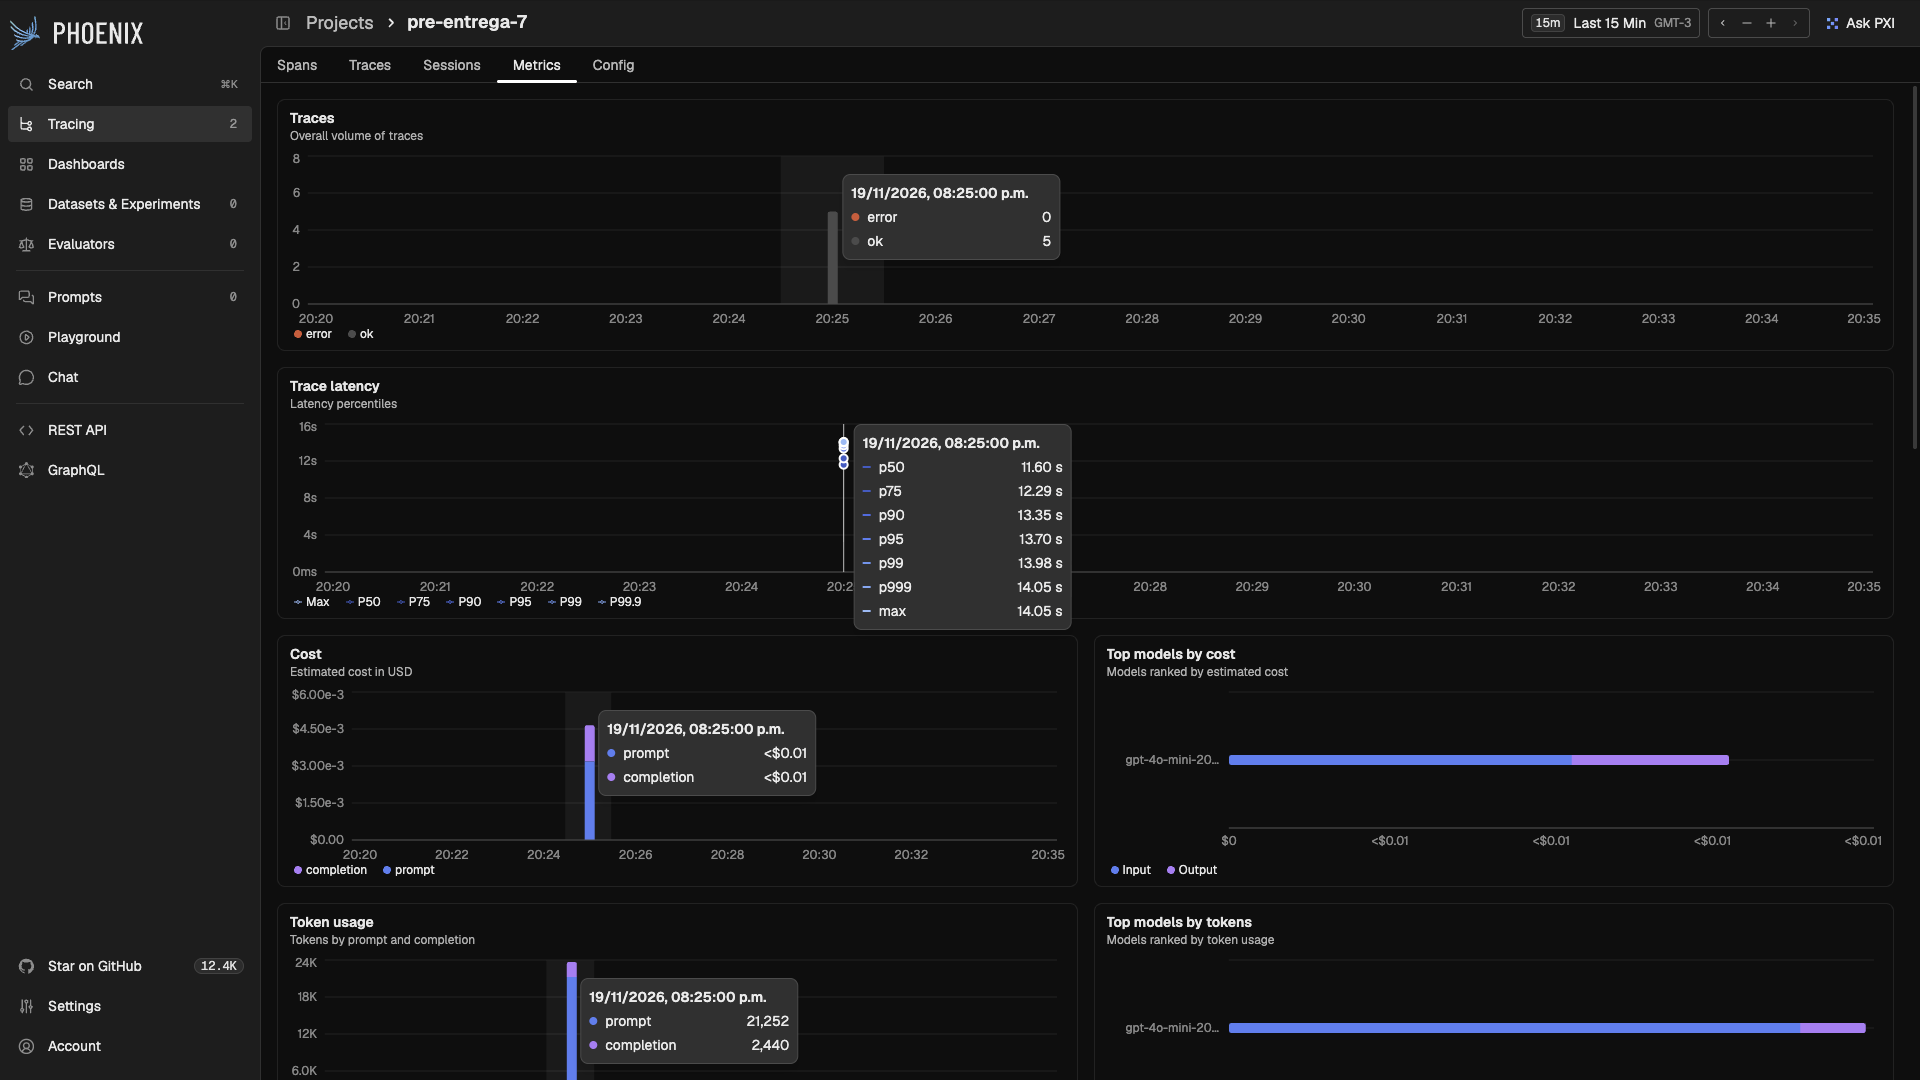 PHOENIX
Search ⌘K
Tracing 2
Dashboards
Datasets & Experiments 0
Evaluators 0
Prompts 0
Playground
Chat
REST API
GraphQL
Star on GitHub 12.4K
Settings
Account
Projects › pre-entrega-7
15m Last 15 Min GMT-3
Ask PXI
Spans Traces Sessions Metrics Config
Traces
Overall volume of traces
8
6
4
2
0
20:20 20:21 20:22 20:23 20:24 20:25 20:26 20:27 20:28 20:29 20:30 20:31 20:32 20:33 20:34 20:35
error ok
19/11/2026, 08:25:00 p.m.
error 0
ok 5
Trace latency
Latency percentiles
16s
12s
8s
4s
0ms
20:20 20:21 20:22 20:23 20:24 20:2 20:28 20:29 20:30 20:31 20:32 20:33 20:34 20:35
Max P50 P75 P90 P95 P99 P99.9
19/11/2026, 08:25:00 p.m.
p50 11.60 s
p75 12.29 s
p90 13.35 s
p95 13.70 s
p99 13.98 s
p999 14.05 s
max 14.05 s
Cost
Estimated cost in USD
$6.00e-3
$4.50e-3
$3.00e-3
$1.50e-3
$0.00
20:20 20:22 20:24 20:26 20:28 20:30 20:32 20:35
completion prompt
19/11/2026, 08:25:00 p.m.
prompt <$0.01
completion <$0.01
Top models by cost
Models ranked by estimated cost
gpt-4o-mini-20...
$0 <$0.01 <$0.01 <$0.01 <$0.01
Input Output
Token usage
Tokens by prompt and completion
24K
18K
12K
6.0K
19/11/2026, 08:25:00 p.m.
prompt 21,252
completion 2,440
Top models by tokens
Models ranked by token usage
gpt-4o-mini-20...